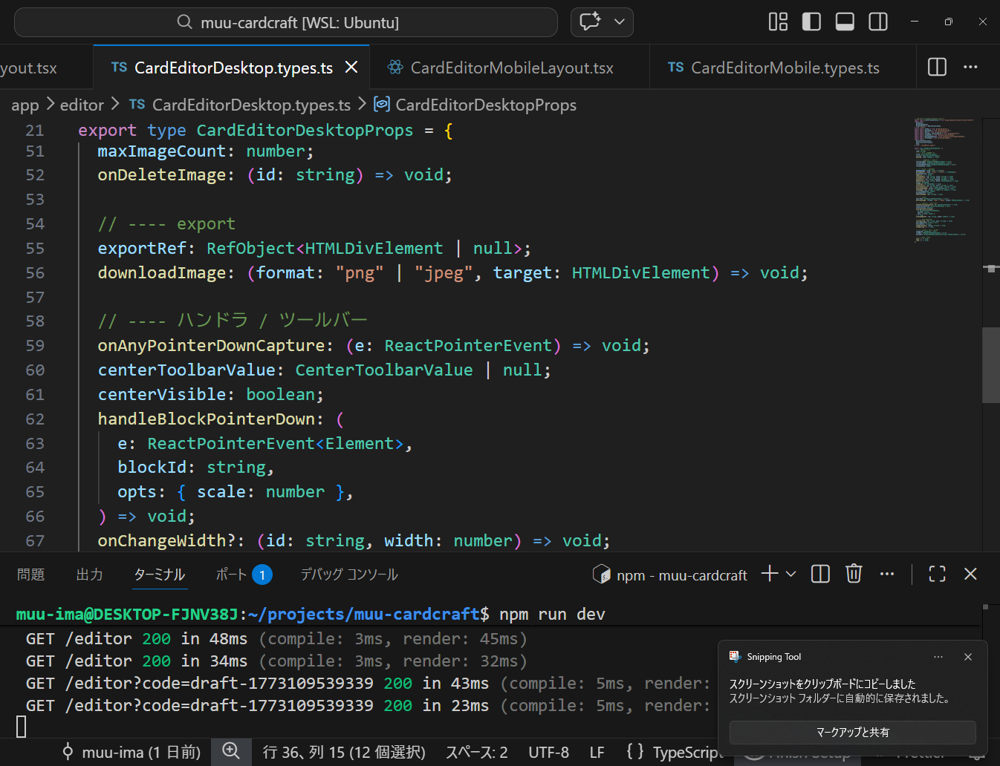 muu-cardcraft [WSL: Ubuntu]
yout.tsx
TS CardEditorDesktop.types.ts
CardEditorMobileLayout.tsx
TS CardEditorMobile.types.ts
app > editor > TS CardEditorDesktop.types.ts > CardEditorDesktopProps
21 export type CardEditorDesktopProps = {
51 maxImageCount: number;
52 onDeleteImage: (id: string) => void;
53
54 // ---- export
55 exportRef: RefObject<HTMLDivElement | null>;
56 downloadImage: (format: "png" | "jpeg", target: HTMLDivElement) => void;
57
58 // ---- ハンドラ / ツールバー
59 onAnyPointerDownCapture: (e: ReactPointerEvent) => void;
60 centerToolbarValue: CenterToolbarValue | null;
61 centerVisible: boolean;
62 handleBlockPointerDown: (
63 e: ReactPointerEvent<Element>,
64 blockId: string,
65 opts: { scale: number },
66 ) => void;
67 onChangeWidth?: (id: string, width: number) => void;
問題 出力 ターミナル ポート 1 デバッグ コンソール
npm - muu-cardcraft
muu-ima@DESKTOP-FJNV38J:~/projects/muu-cardcraft$ npm run dev
GET /editor 200 in 48ms (compile: 3ms, render: 45ms)
GET /editor 200 in 34ms (compile: 3ms, render: 32ms)
GET /editor?code=draft-1773109539339 200 in 43ms (compile: 5ms, render:
GET /editor?code=draft-1773109539339 200 in 23ms (compile: 5ms, render:
Snipping Tool
スクリーンショットをクリップボードにコピーしました
スクリーンショット フォルダーに自動的に保存されました。
マークアップと共有
muu-ima (1 日前)
行 36、列 15 (12 個選択)
スペース: 2
UTF-8
LF
{ } TypeScript